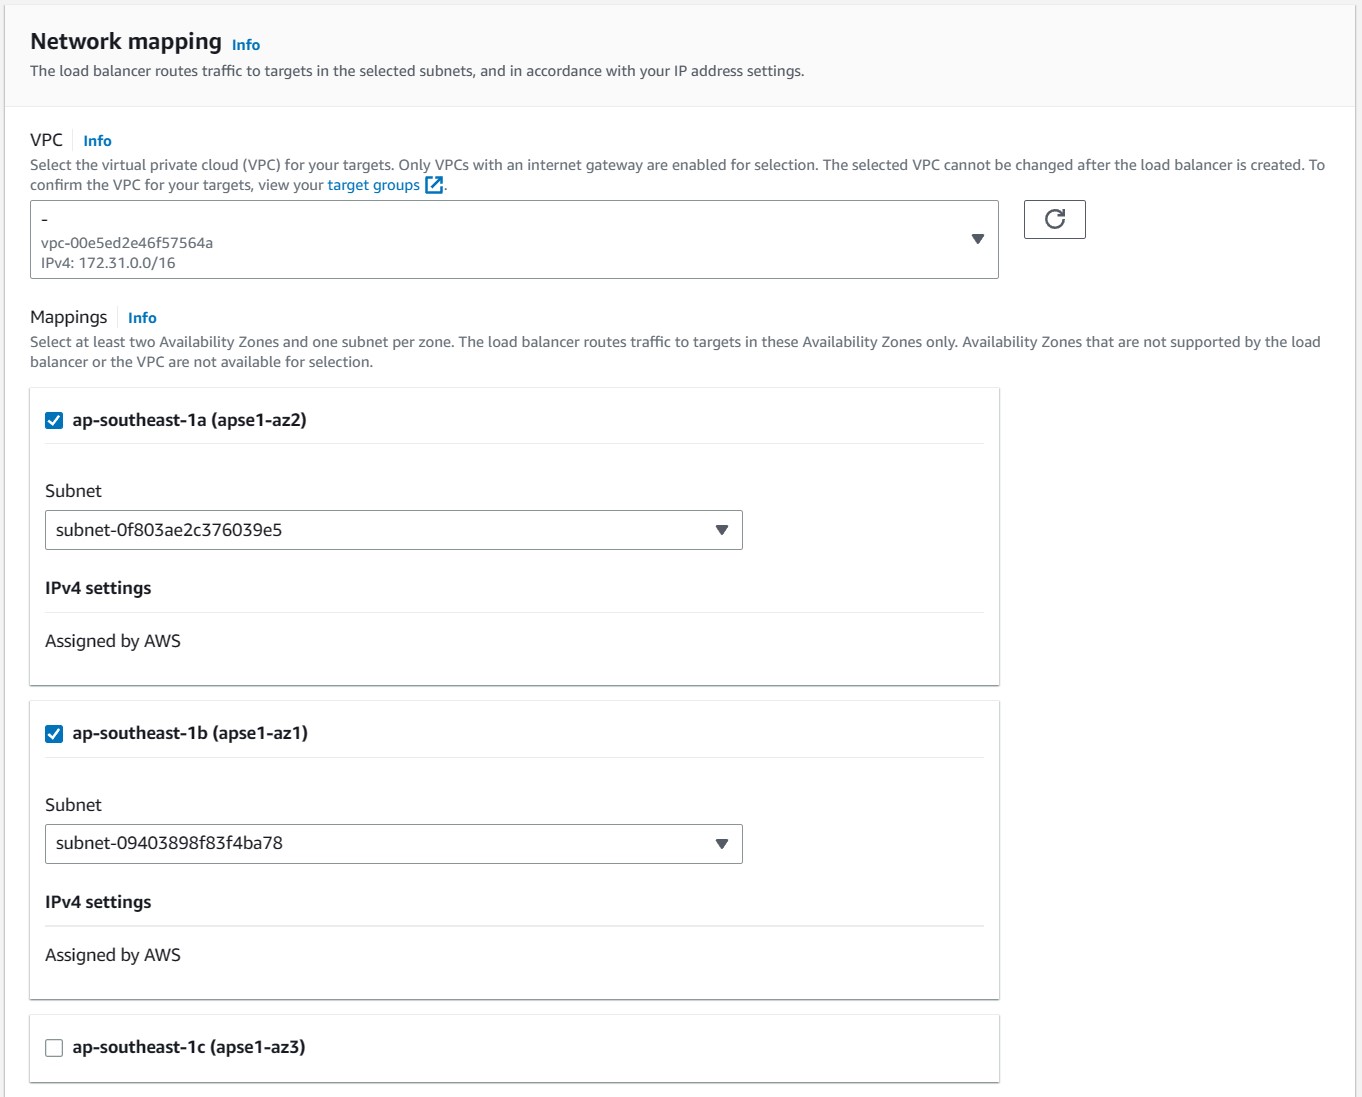 Network mapping Info
The load balancer routes traffic to targets in the selected subnets, and in accordance with your IP address settings.
VPC Info
Select the virtual private cloud (VPC) for your targets. Only VPCs with an internet gateway are enabled for selection. The selected VPC cannot be changed after the load balancer is created. To
confirm the VPC for your targets, view your target groups.
-
vpc-00e5ed2e46f57564a
IPv4: 172.31.0.0/16
Mappings Info
Select at least two Availability Zones and one subnet per zone. The load balancer routes traffic to targets in these Availability Zones only. Availability Zones that are not supported by the load
balancer or the VPC are not available for selection.
ap-southeast-1a (apse1-az2)
Subnet
subnet-0f803ae2c376039e5
IPv4 settings
Assigned by AWS
ap-southeast-1b (apse1-az1)
Subnet
subnet-09403898f83f4ba78
IPv4 settings
Assigned by AWS
ap-southeast-1c (apse1-az3)